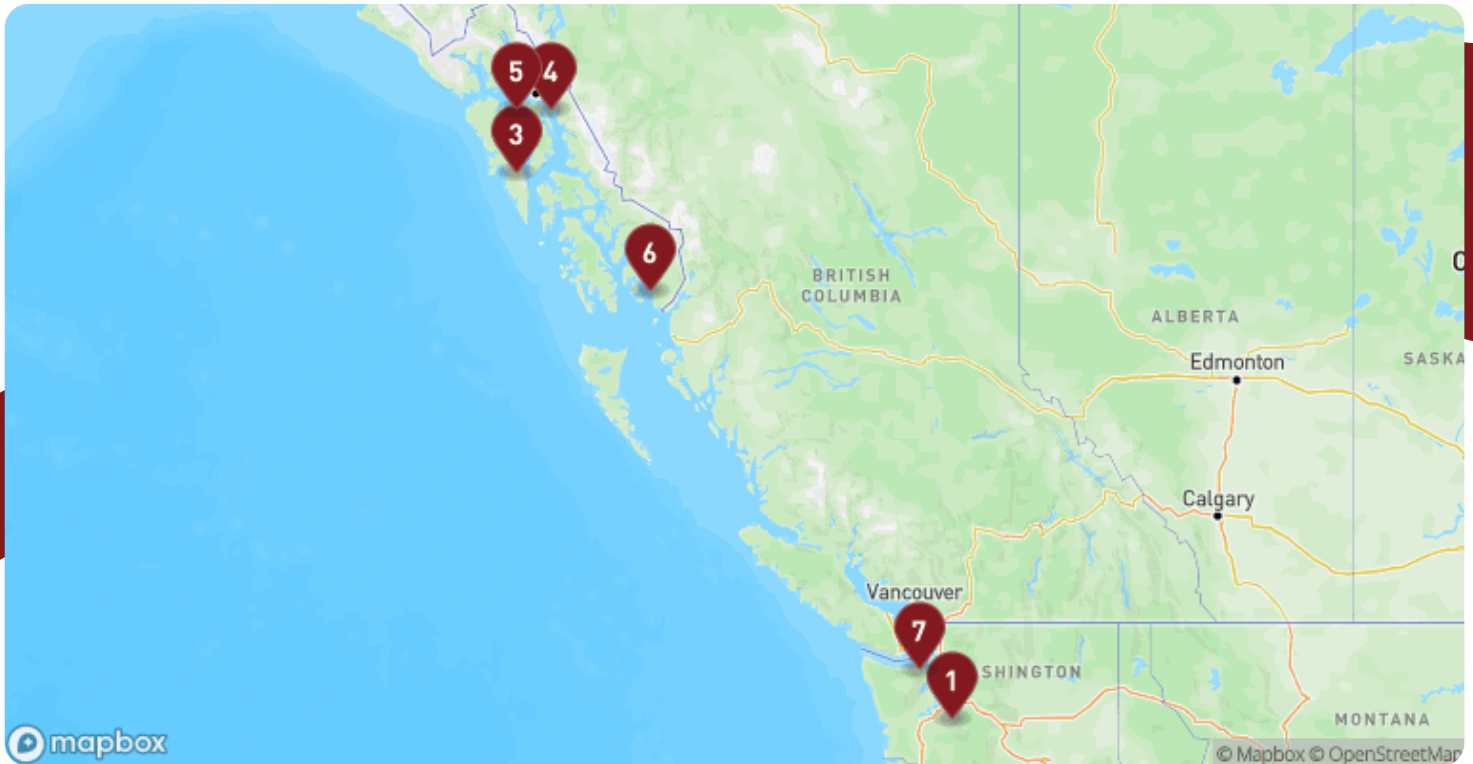 5
4
3
6
BRITISH
COLUMBIA
ALBERTA
Edmonton
SASKA
Calgary
Vancouver
7
1
SHINGTON
MONTANA
mapbox
© Mapbox © OpenStreetMap